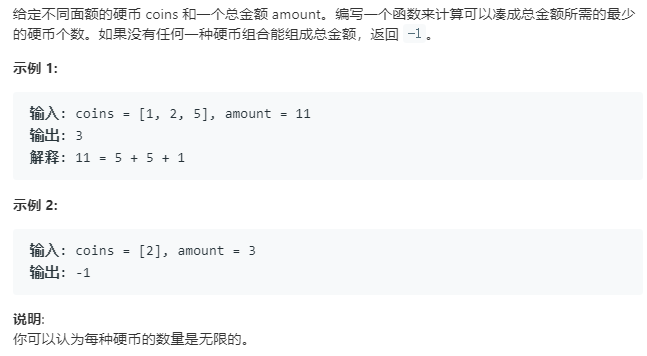 给定不同面额的硬币 coins 和一个总金额 amount。编写一个函数来计算可以凑成总金额所需的最少
的硬币个数。如果没有任何一种硬币组合能组成总金额，返回 -1。
示例 1:
输入: coins = [1, 2, 5], amount = 11
输出: 3
解释: 11 = 5 + 5 + 1
示例 2:
输入: coins = [2], amount = 3
输出: -1
说明:
你可以认为每种硬币的数量是无限的。